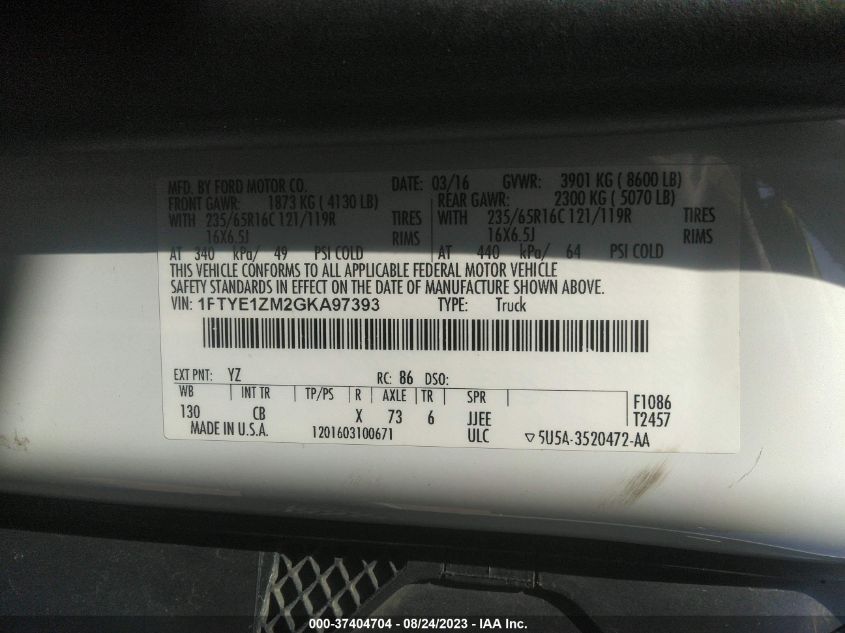 MFD. BY FORD MOTOR CO. DATE: 03/16 GVWR: 3901 KG ( 8600 LB)
FRONT GAWR: 1873 KG ( 4130 LB) REAR GAWR: 2300 KG ( 5070 LB)
WITH 235/65R16C 121/119R TIRES WITH 235/65R16C 121/119R TIRES
16X6.5J RIMS 16X6.5J RIMS
AT 340 kPa/ 49 PSI COLD AT 440 kPa/ 64 PSI COLD
THIS VEHICLE CONFORMS TO ALL APPLICABLE FEDERAL MOTOR VEHICLE
SAFETY STANDARDS IN EFFECT ON THE DATE OF MANUFACTURE SHOWN ABOVE.
VIN: 1FTYE1ZM2GKA97393 TYPE: Truck
EXT PNT: YZ RC: 86 DSO:
WB INT TR TP/PS R AXLE TR SPR F1086
130 CB X 73 6 JJEE T2457
MADE IN U.S.A. 1201603100671 ULC ▽5U5A-3520472-AA
000-37404704 - 08/24/2023 - IAA Inc.